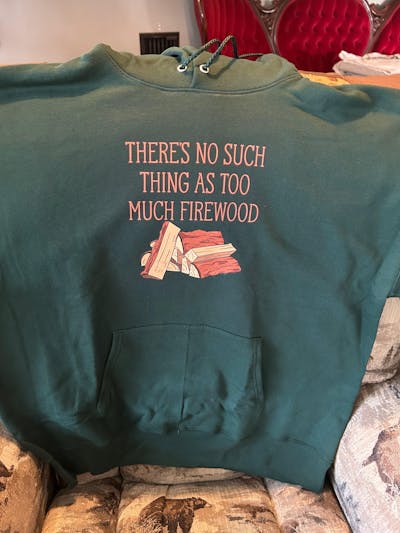 THERE'S NO SUCH
THING AS TOO
MUCH FIREWOOD